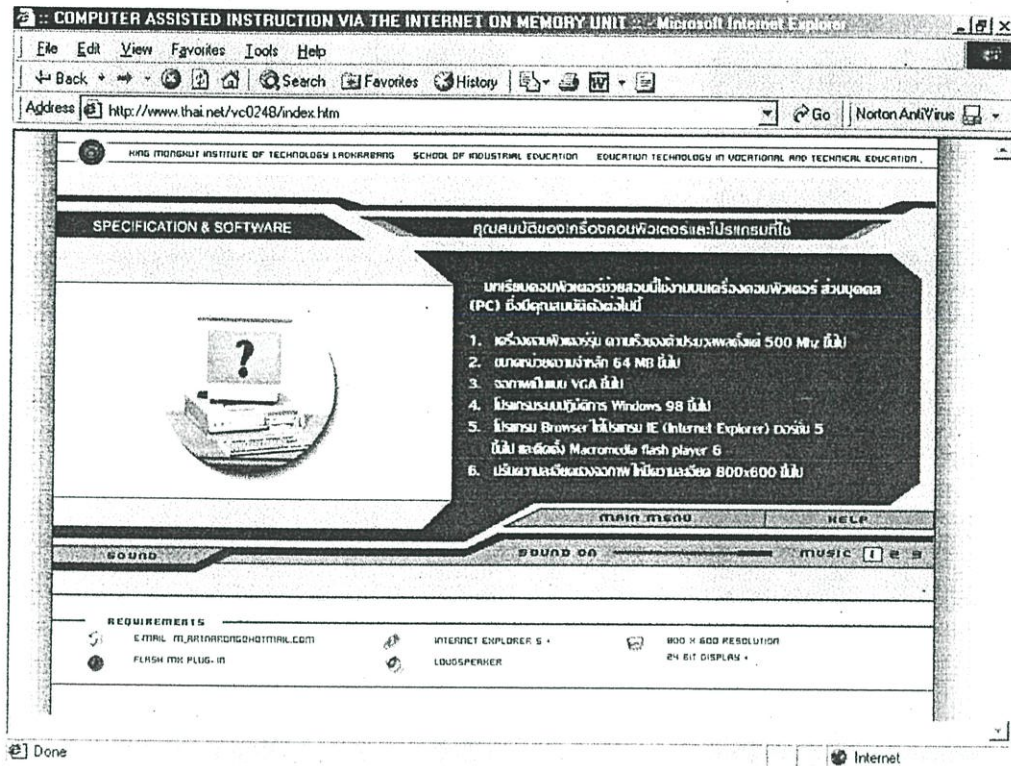 :: COMPUTER ASSISTED INSTRUCTION VIA THE INTERNET ON MEMORY UNIT :: - Microsoft Internet Explorer
File Edit View Favorites Tools Help
Back Search Favorites History
Address http://www.thai.net/vc0248/index.htm Go Norton AntiVirus
KING MONGKUT INSTITUTE OF TECHNOLOGY LADKRABANG SCHOOL OF INDUSTRIAL EDUCATION EDUCATION TECHNOLOGY IN VOCATIONAL AND TECHNICAL EDUCATION.
SPECIFICATION & SOFTWARE
คุณสมบัติของเครื่องคอมพิวเตอร์และโปรแกรมที่ใช้
บทเรียนคอมพิวเตอร์ช่วยสอนนี้ใช้งานบนเครื่องคอมพิวเตอร์ ส่วนบุคคล
(PC) ซึ่งมีคุณสมบัติดังต่อไปนี้
1. เครื่องคอมพิวเตอร์รุ่น ความเร็วของตัวประมวลผลตั้งแต่ 500 Mhz ขึ้นไป
2. ขนาดหน่วยความจำหลัก 64 MB ขึ้นไป
3. จอภาพเป็นแบบ VGA ขึ้นไป
4. โปรแกรมระบบปฏิบัติการ Windows 98 ขึ้นไป
5. โปรแกรม Browser ใช้โปรแกรม IE (Internet Explorer) เวอร์ชัน 5
ขึ้นไป และติดตั้ง Macromedia flash player 6
6. ปรับความละเอียดของจอภาพ ให้มีความละเอียด 800x600 ขึ้นไป
?
MAIN MENU HELP
SOUND SOUND ON MUSIC 1 2 3
REQUIREMENTS
E-MAIL INTERNET EXPLORER 5 + 800 X 600 RESOLUTION
FLASH MX PLUG-IN LOUDSPEAKER 24 BIT DISPLAY +
Done Internet